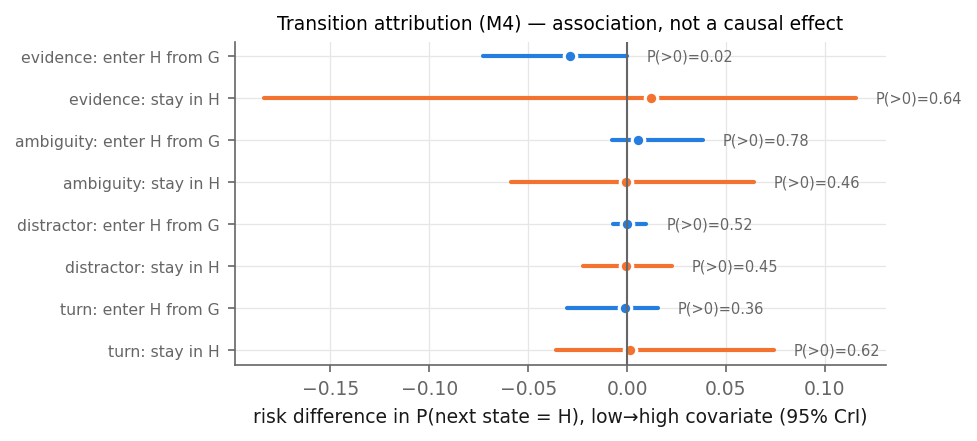 Transition attribution (M4) — association, not a causal effect
evidence: enter H from G
P(>0)=0.02
evidence: stay in H
P(>0)=0.64
ambiguity: enter H from G
P(>0)=0.78
ambiguity: stay in H
P(>0)=0.46
distractor: enter H from G
P(>0)=0.52
distractor: stay in H
P(>0)=0.45
turn: enter H from G
P(>0)=0.36
turn: stay in H
P(>0)=0.62
−0.15 −0.10 −0.05 0.00 0.05 0.10
risk difference in P(next state = H), low→high covariate (95% CrI)